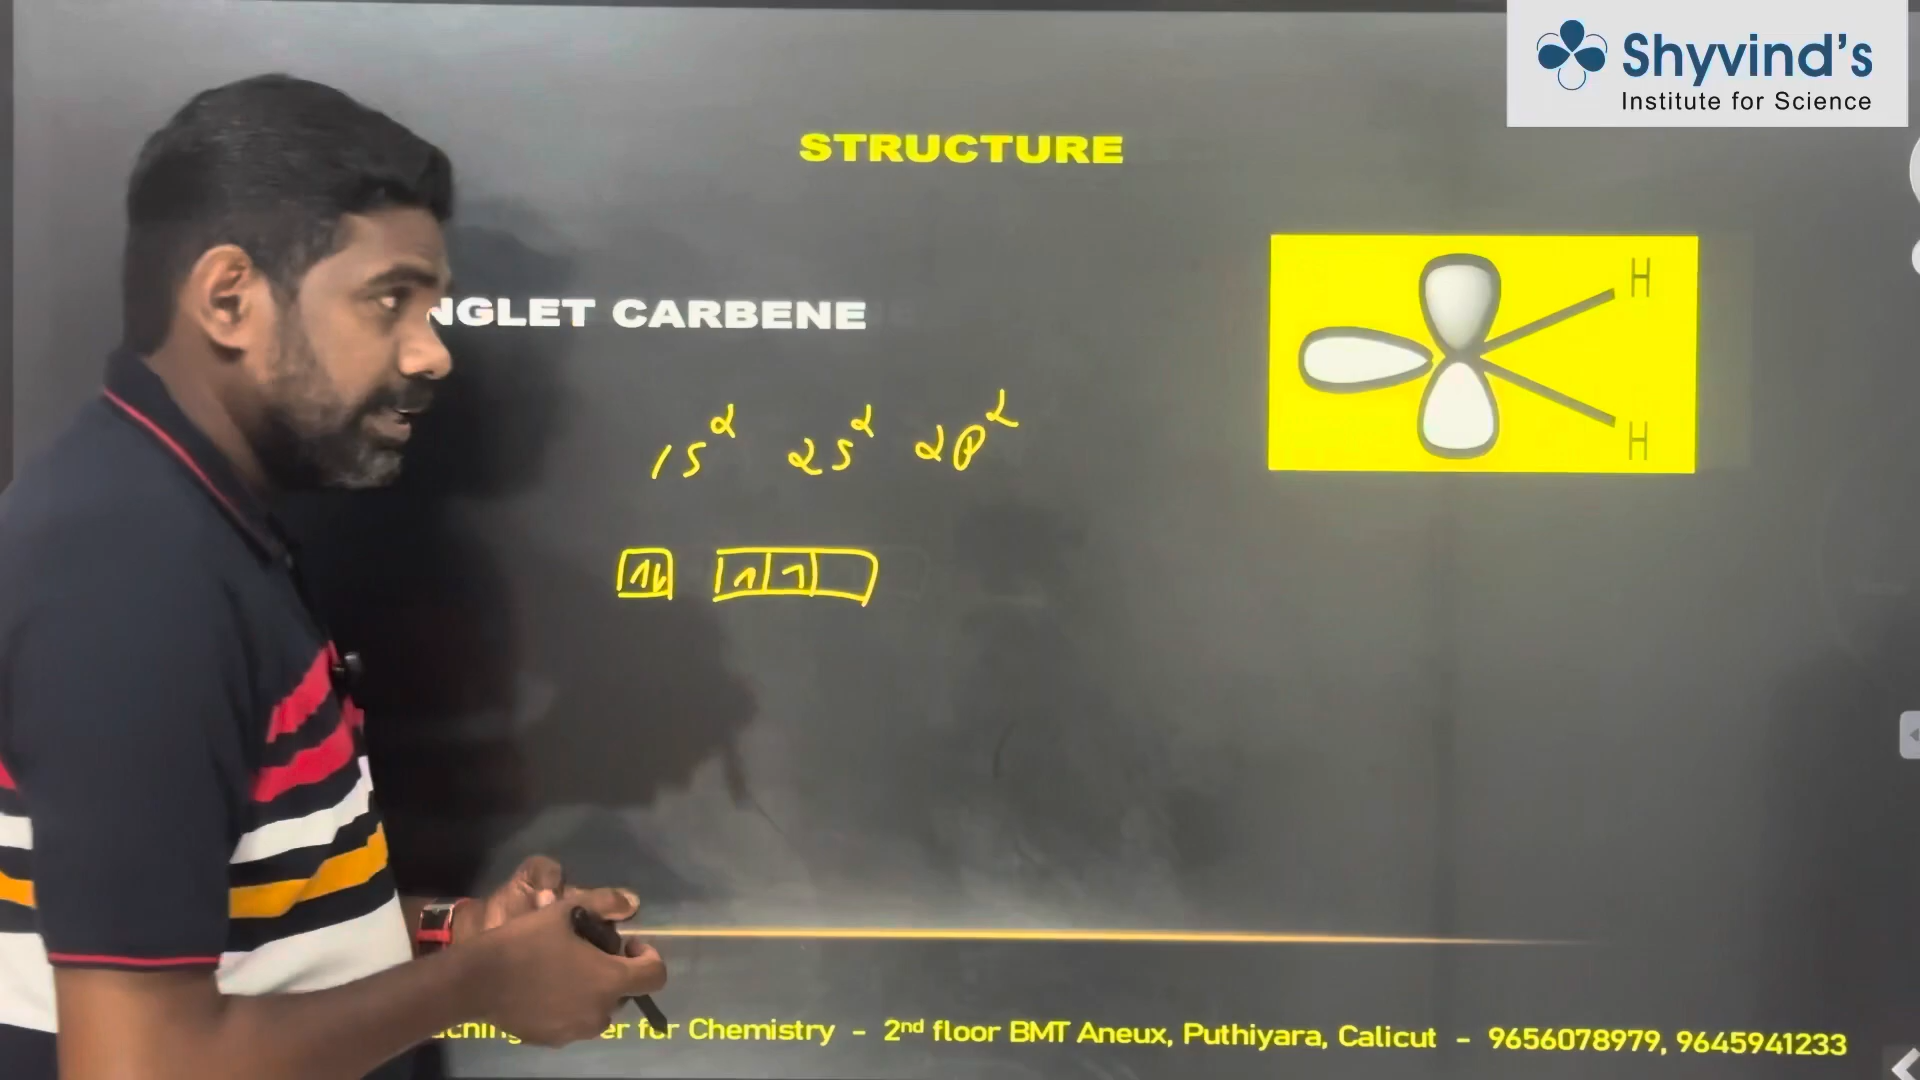 Shyvind's
Institute for Science
STRUCTURE
NGLET CARBENE
H
H
1s² 2s² 2p²
for Chemistry – 2nd floor BMT Aneux, Puthiyara, Calicut – 9656078979, 9645941233